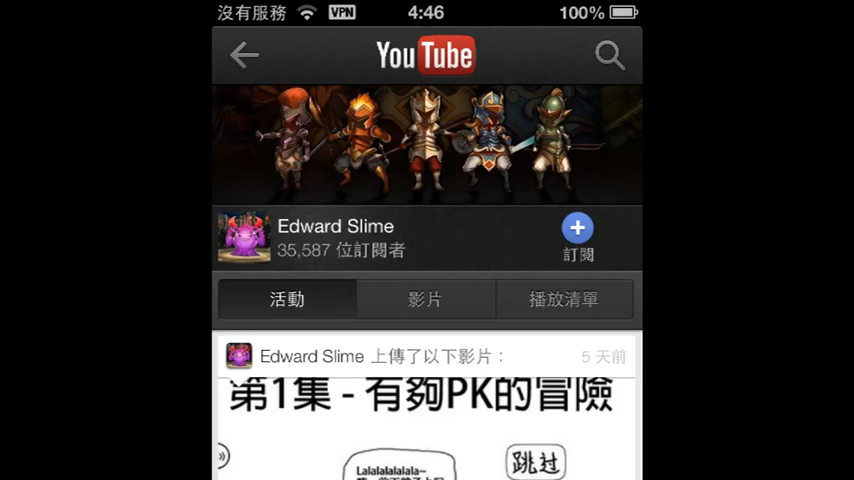 沒有服務 VPN 4:46 100%
YouTube
Edward Slime
35,587 位訂閱者
訂閱
活動 影片 播放清單
Edward Slime 上傳了以下影片： 5 天前
第1集 - 有夠PK的冒險
跳过
Lalalalalalala~